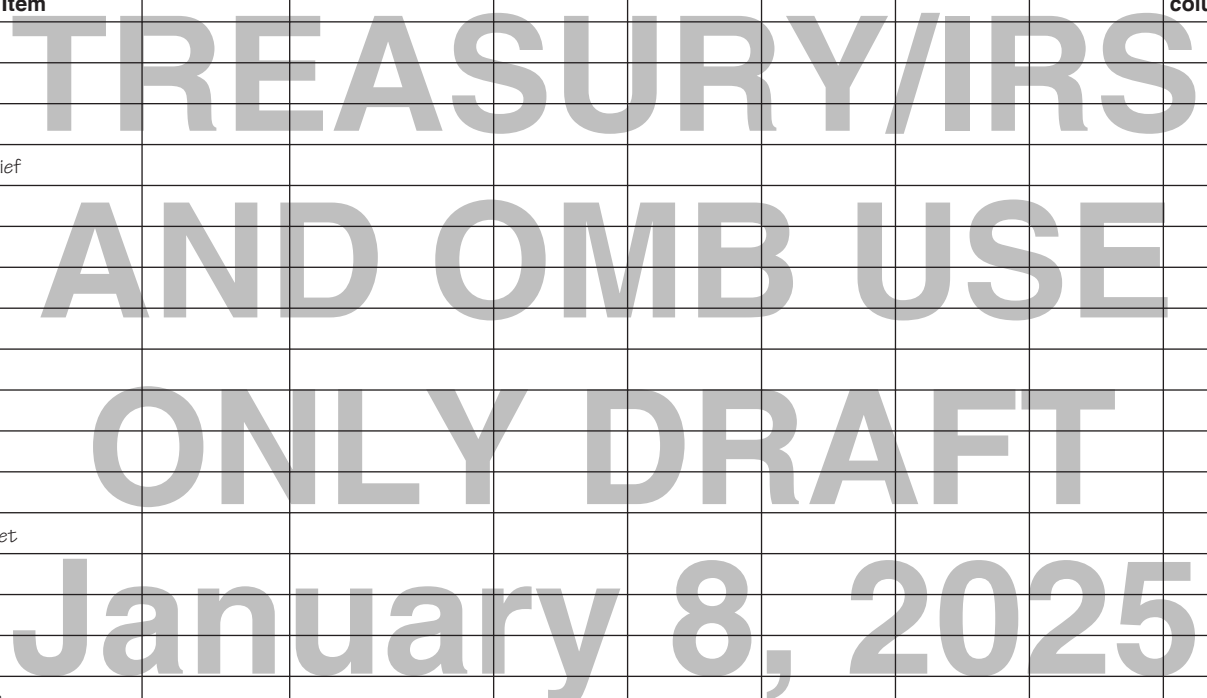 Item colu
TREASURY/IRS
ief
AND OMB USE
ONLY DRAFT
et
January 8, 2025